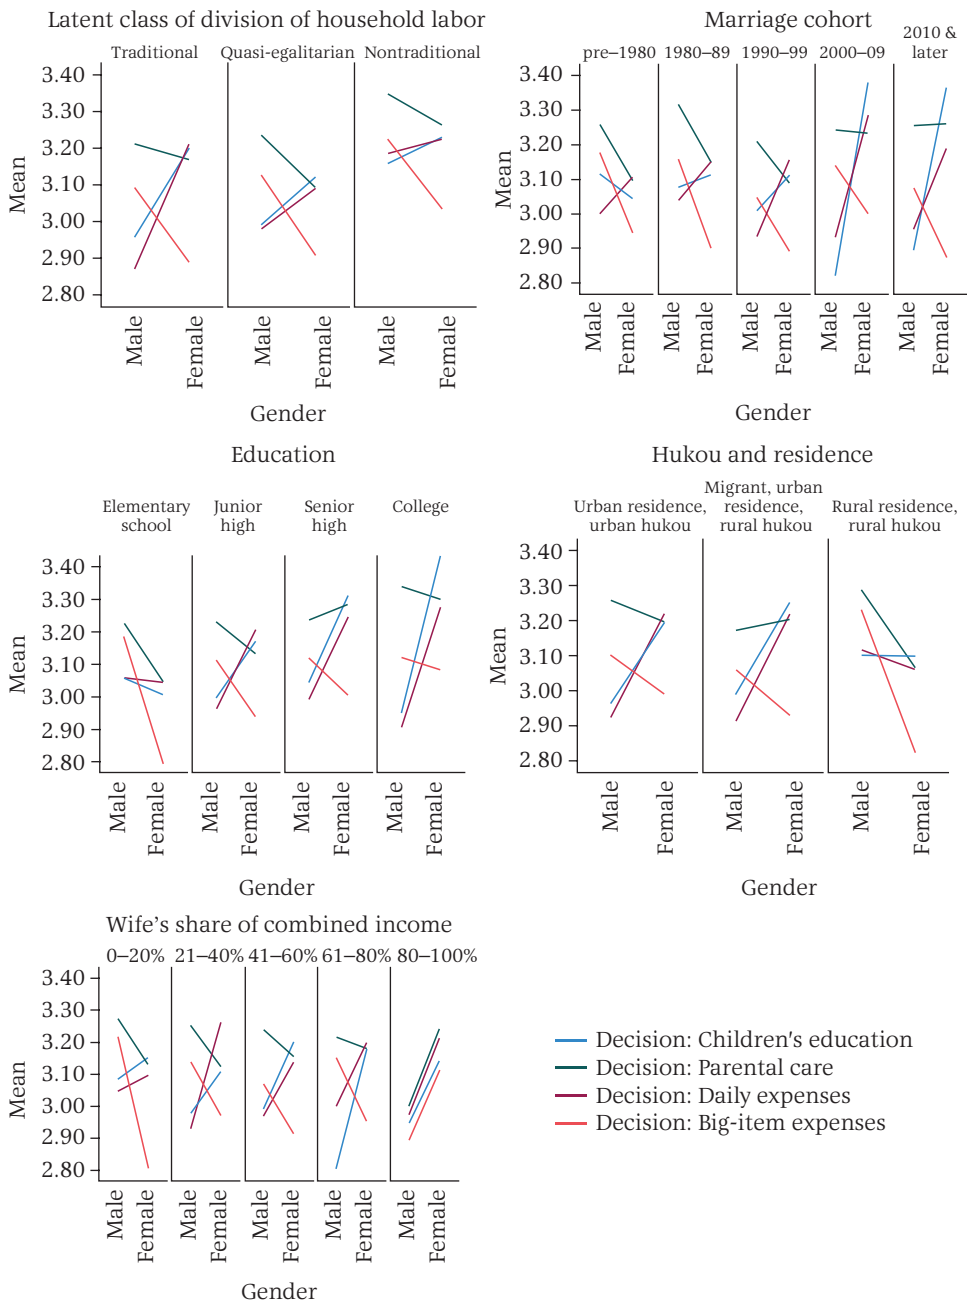 Latent class of division of household labor
Traditional
Quasi-egalitarian
Nontraditional
3.40
3.30
3.20
3.10
3.00
2.90
2.80
Mean
Male
Female
Male
Female
Male
Female
Gender
Marriage cohort
pre–1980
1980–89
1990–99
2000–09
2010 &
later
3.40
3.30
3.20
3.10
3.00
2.90
2.80
Mean
Male
Female
Male
Female
Male
Female
Male
Female
Male
Female
Gender
Education
Elementary
school
Junior
high
Senior
high
College
3.40
3.30
3.20
3.10
3.00
2.90
2.80
Mean
Male
Female
Male
Female
Male
Female
Male
Female
Gender
Hukou and residence
Urban residence,
urban hukou
Migrant, urban
residence,
rural hukou
Rural residence,
rural hukou
3.40
3.30
3.20
3.10
3.00
2.90
2.80
Mean
Male
Female
Male
Female
Male
Female
Gender
Wife’s share of combined income
0–20%
21–40%
41–60%
61–80%
80–100%
3.40
3.30
3.20
3.10
3.00
2.90
2.80
Mean
Male
Female
Male
Female
Male
Female
Male
Female
Male
Female
Gender
Decision: Children's education
Decision: Parental care
Decision: Daily expenses
Decision: Big-item expenses